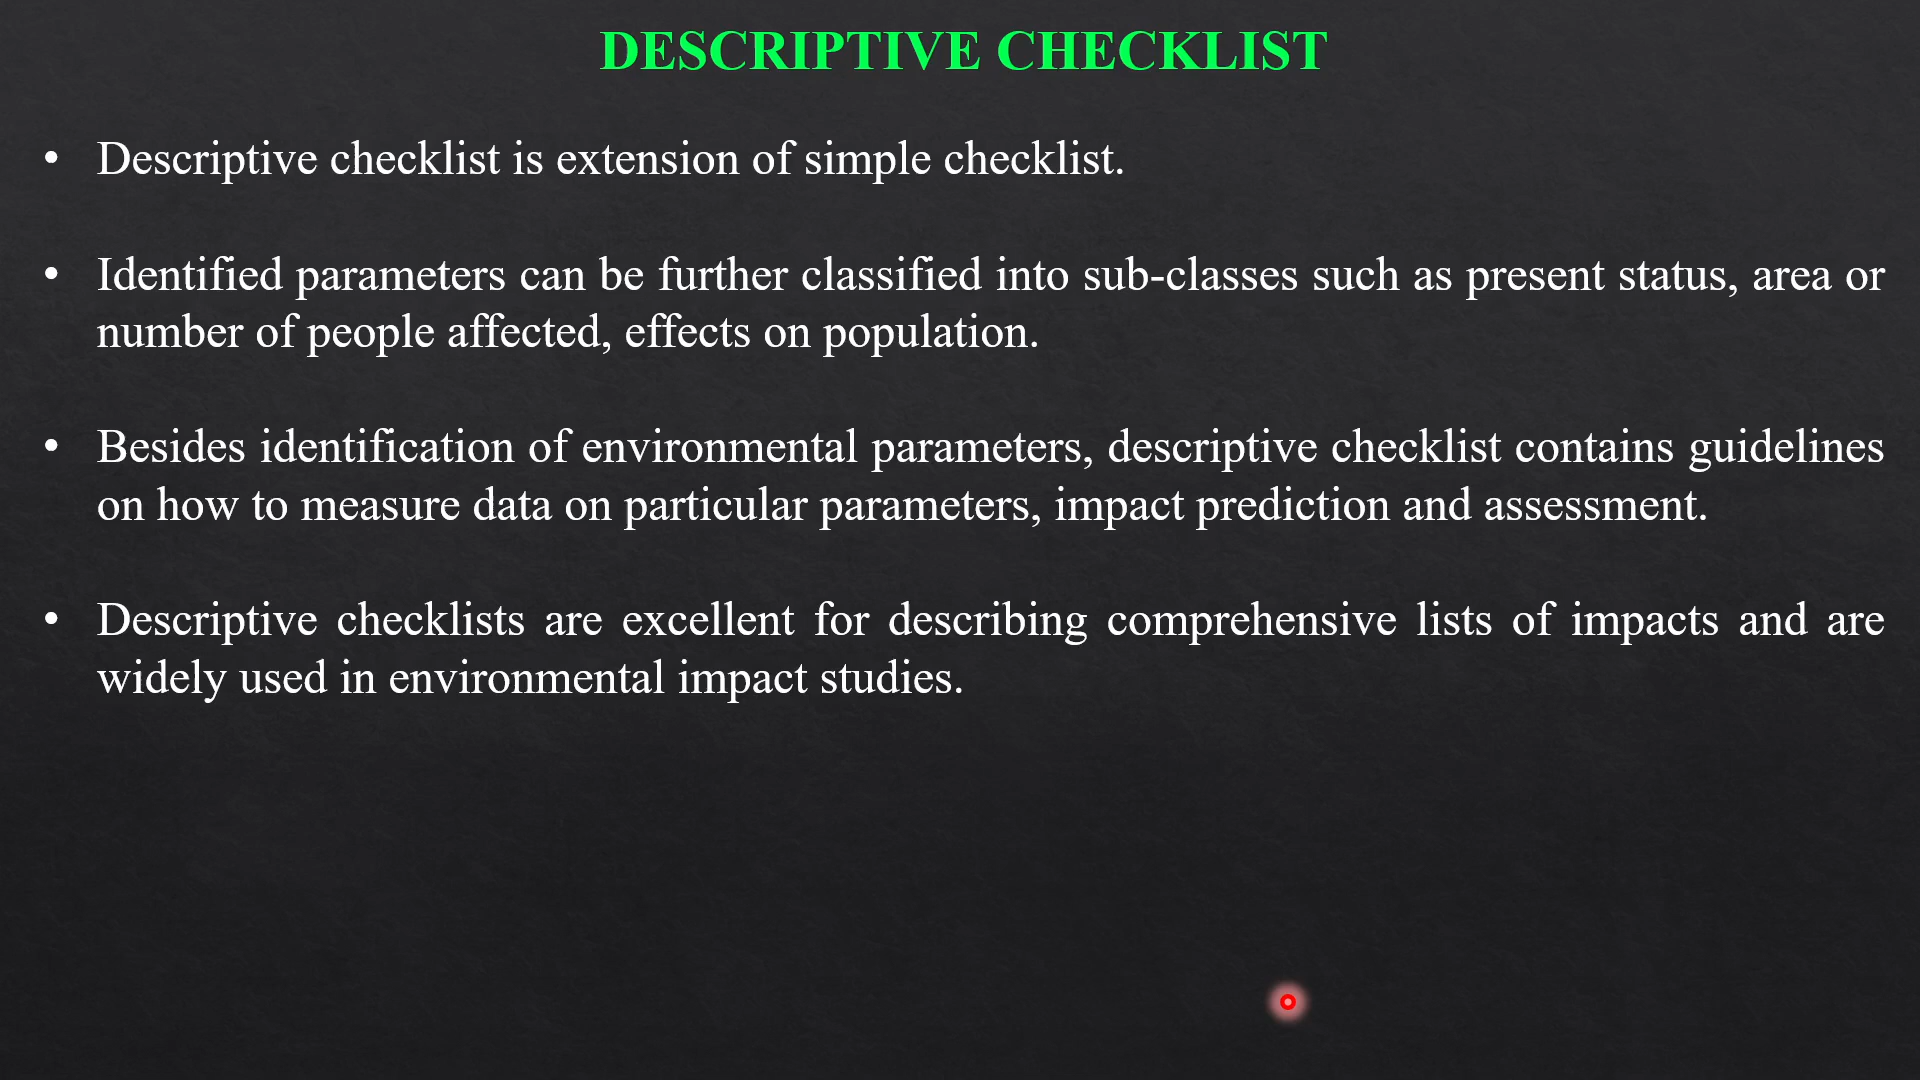 DESCRIPTIVE CHECKLIST
• Descriptive checklist is extension of simple checklist.
• Identified parameters can be further classified into sub-classes such as present status, area or
number of people affected, effects on population.
• Besides identification of environmental parameters, descriptive checklist contains guidelines
on how to measure data on particular parameters, impact prediction and assessment.
• Descriptive checklists are excellent for describing comprehensive lists of impacts and are
widely used in environmental impact studies.